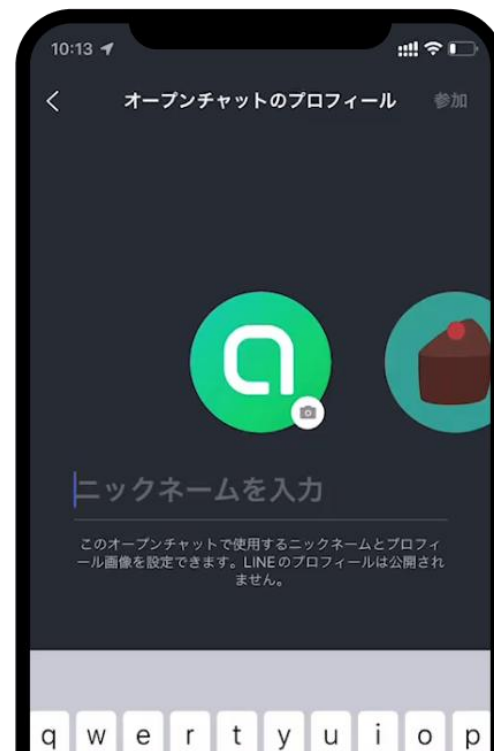 10:13
オープンチャットのプロフィール 参加
ニックネームを入力
このオープンチャットで使用するニックネームとプロフィ
ール画像を設定できます。LINEのプロフィールは公開され
ません。
q w e r t y u i o p